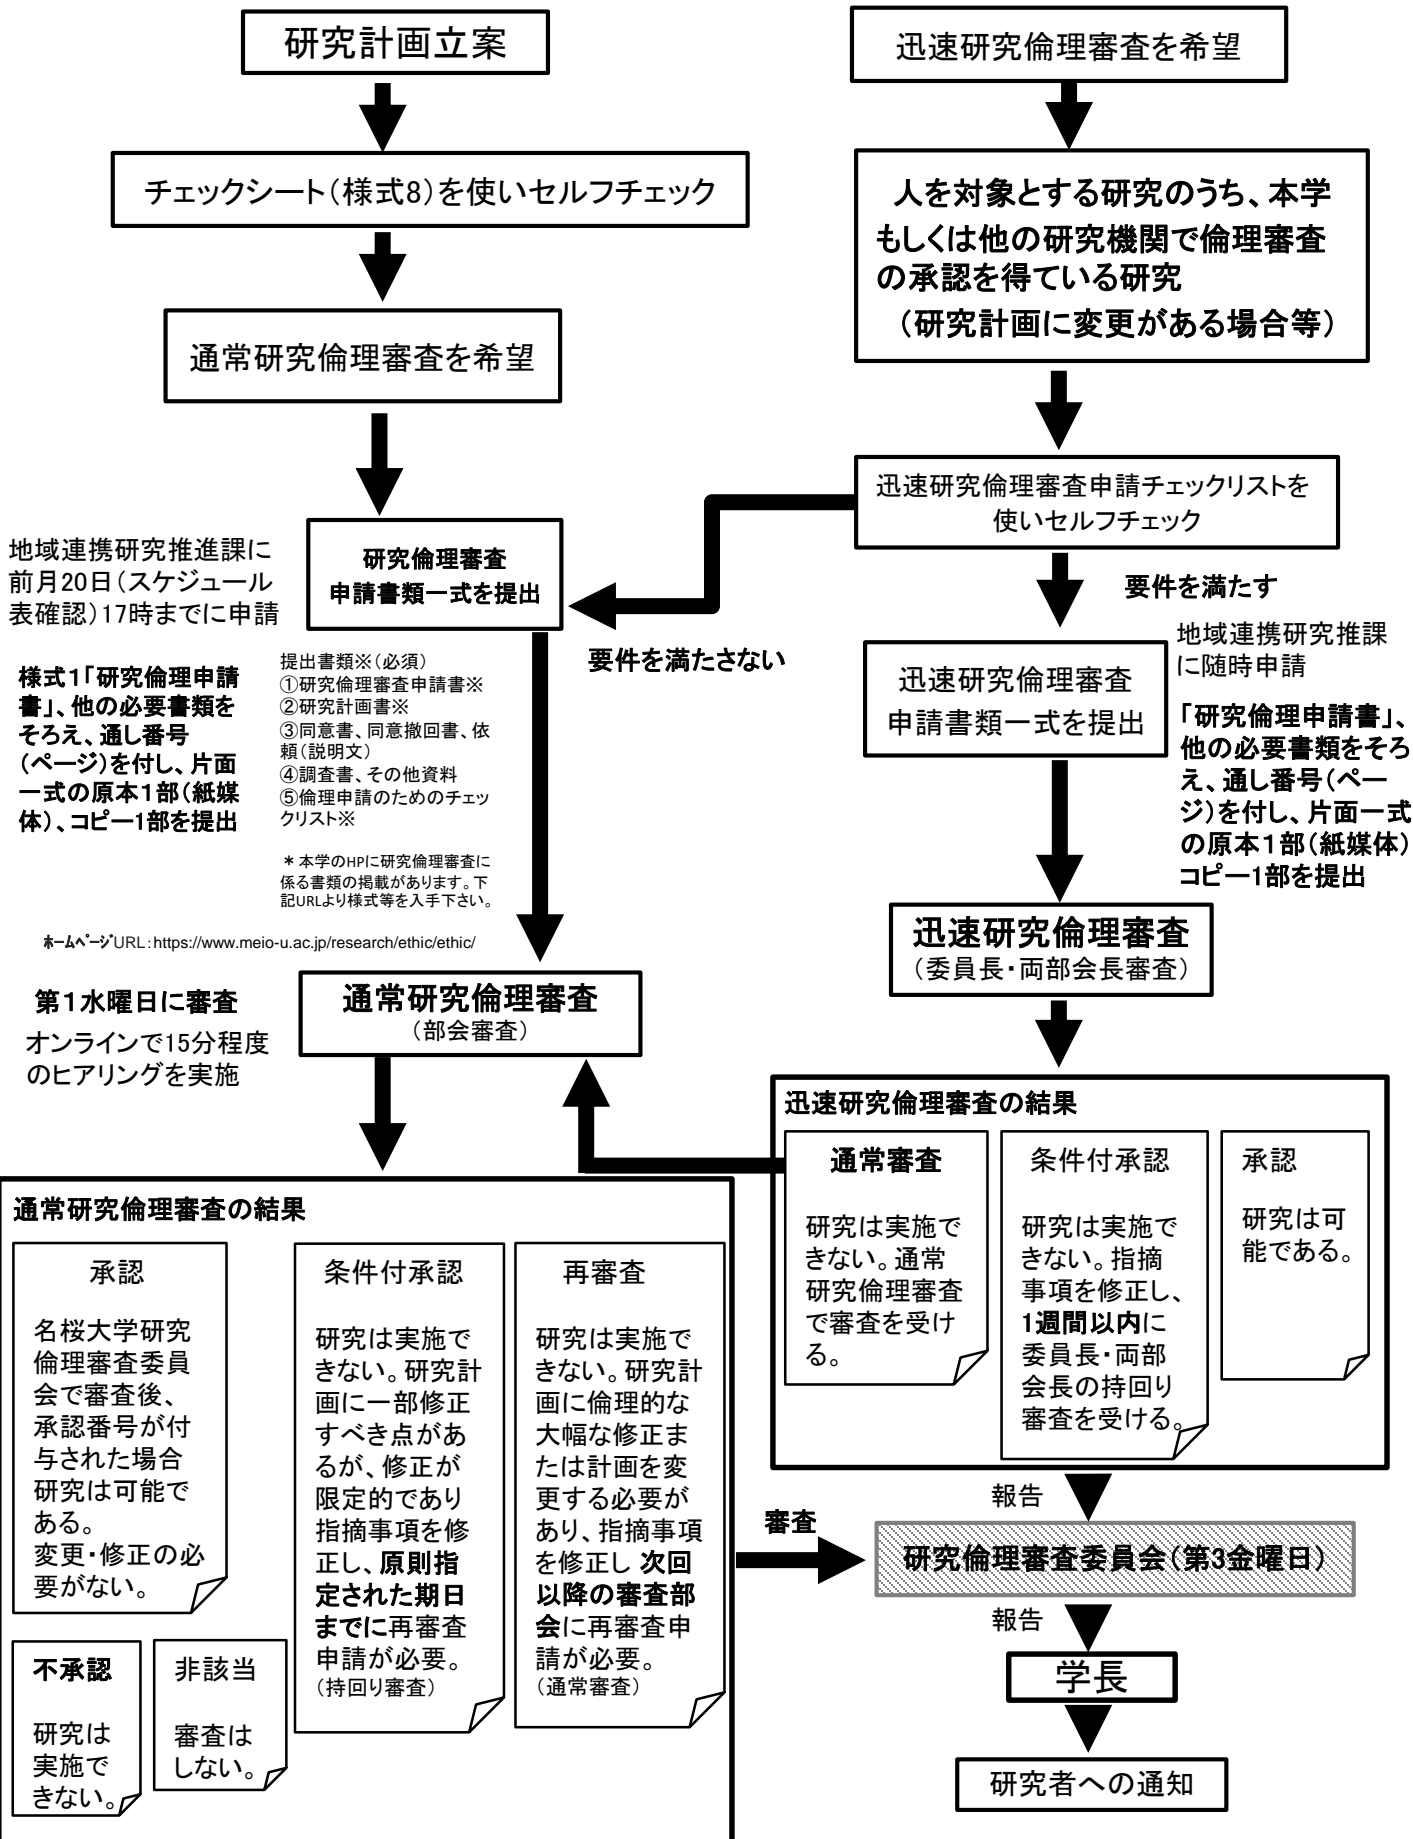 研究計画立案
チェックシート(様式8)を使いセルフチェック
通常研究倫理審査を希望
地域連携研究推進課に
前月20日(スケジュール
表確認)17時までに申請
研究倫理審査
申請書類一式を提出
様式1「研究倫理申請
書」、他の必要書類を
そろえ、通し番号
(ページ)を付し、片面
一式の原本1部(紙媒
体)、コピー1部を提出
提出書類※(必須)
①研究倫理審査申請書※
②研究計画書※
③同意書、同意撤回書、依
頼(説明文)
④調査書、その他資料
⑤倫理申請のためのチェッ
クリスト※
＊本学のHPに研究倫理審査に
係る書類の掲載があります。下
記URLより様式等を入手下さい。
ﾎｰﾑﾍﾟｰｼﾞURL:https://www.meio-u.ac.jp/research/ethic/ethic/
第1水曜日に審査
オンラインで15分程度
のヒアリングを実施
通常研究倫理審査
(部会審査)
迅速研究倫理審査を希望
人を対象とする研究のうち、本学
もしくは他の研究機関で倫理審査
の承認を得ている研究
(研究計画に変更がある場合等)
迅速研究倫理審査申請チェックリストを
使いセルフチェック
要件を満たさない
要件を満たす
迅速研究倫理審査
申請書類一式を提出
地域連携研究推課
に随時申請
「研究倫理申請書」、
他の必要書類をそろ
え、通し番号(ペー
ジ)を付し、片面一式
の原本1部(紙媒体)
コピー1部を提出
迅速研究倫理審査
(委員長・両部会長審査)
迅速研究倫理審査の結果
通常審査
研究は実施で
きない。通常
研究倫理審査
で審査を受け
る。
条件付承認
研究は実施で
きない。指摘
事項を修正し、
1週間以内に
委員長・両部
会長の持回り
審査を受ける。
承認
研究は可
能である。
通常研究倫理審査の結果
承認
名桜大学研究
倫理審査委員
会で審査後、
承認番号が付
与された場合
研究は可能で
ある。
変更・修正の必
要がない。
条件付承認
研究は実施で
きない。研究計
画に一部修正
すべき点があ
るが、修正が
限定的であり
指摘事項を修
正し、原則指
定された期日
までに再審査
申請が必要。
(持回り審査)
再審査
研究は実施で
きない。研究計
画に倫理的な
大幅な修正ま
たは計画を変
更する必要が
あり、指摘事項
を修正し 次回
以降の審査部
会に再審査申
請が必要。
(通常審査)
不承認
研究は
実施で
きない。
非該当
審査は
しない。
審査
報告
研究倫理審査委員会(第3金曜日)
報告
学長
研究者への通知